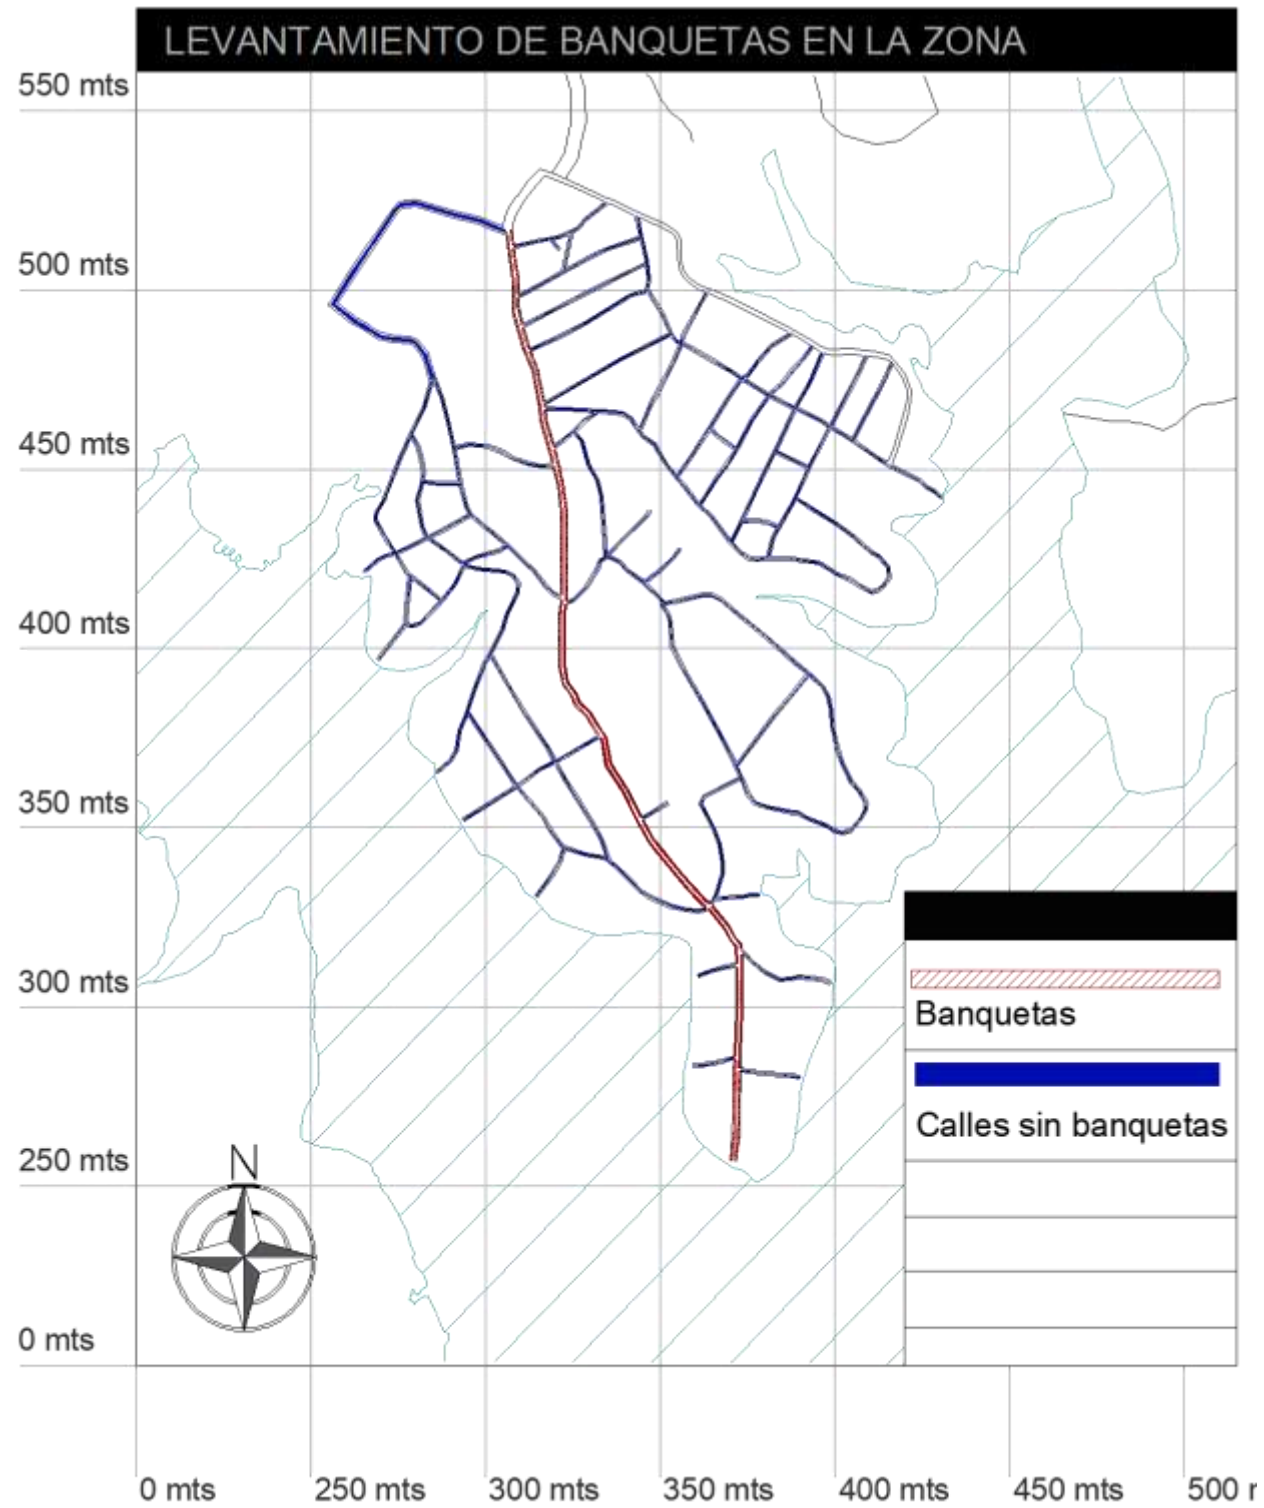 LEVANTAMIENTO DE BANQUETAS EN LA ZONA
550 mts
500 mts
450 mts
400 mts
350 mts
300 mts
250 mts
0 mts
Banquetas
Calles sin banquetas
N
0 mts
250 mts
300 mts
350 mts
400 mts
450 mts
500 r